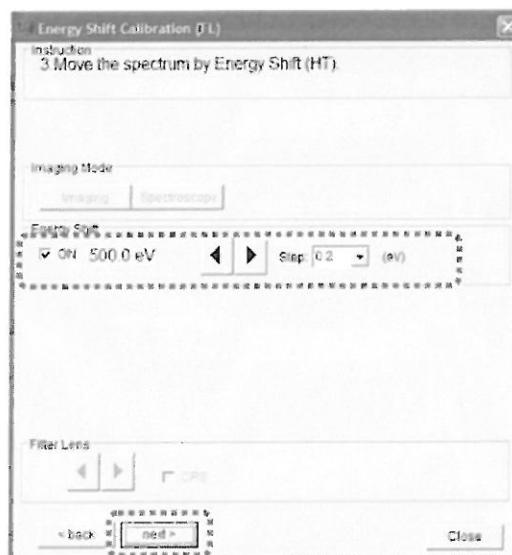 Energy Shift Calibration (FL)
Instruction
3.Move the spectrum by Energy Shift (HT).
Imaging Mode
Imaging Spectroscopy
Energy Shift
ON 500.0 eV Step: 0.2 (eV)
Filter Lens
< back next > Close